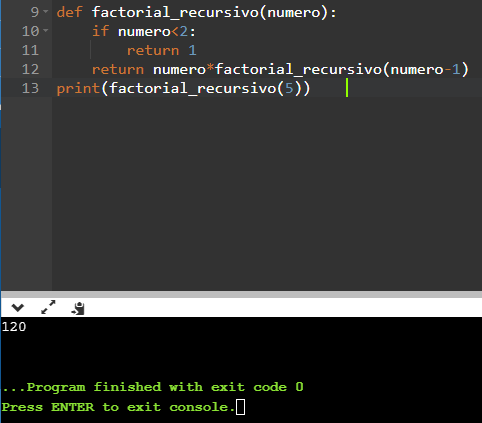 9 def factorial_recursivo(numero):
10     if numero<2:
11         return 1
12     return numero*factorial_recursivo(numero-1)
13 print(factorial_recursivo(5))
120
...Program finished with exit code 0
Press ENTER to exit console.